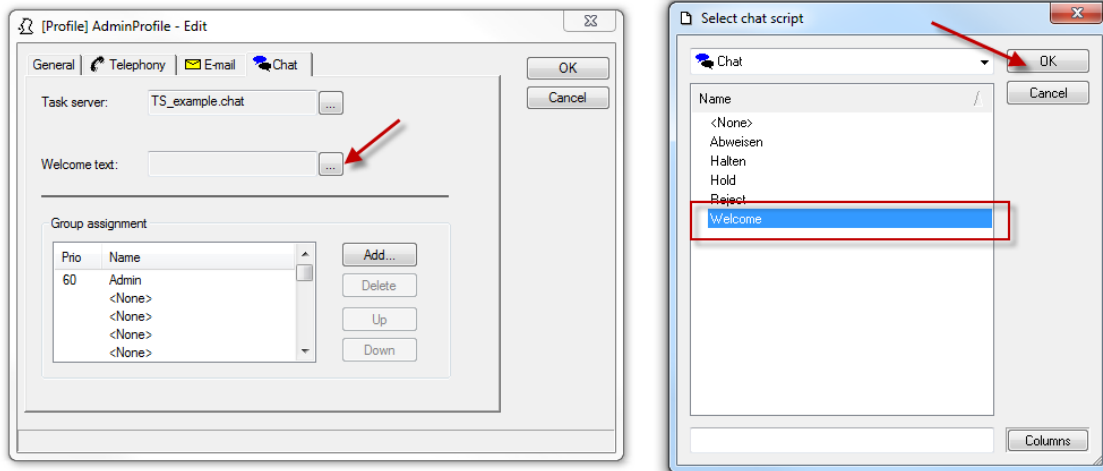 [Profile] AdminProfile - Edit
General
Telephony
E-mail
Chat
OK
Cancel
Task server:
TS_example.chat
...
Welcome text:
...
Group assignment
Prio Name
60 Admin
<None>
<None>
<None>
<None>
Add...
Delete
Up
Down
Select chat script
Chat
OK
Cancel
Name
<None>
Abweisen
Halten
Hold
Reject
Welcome
Columns